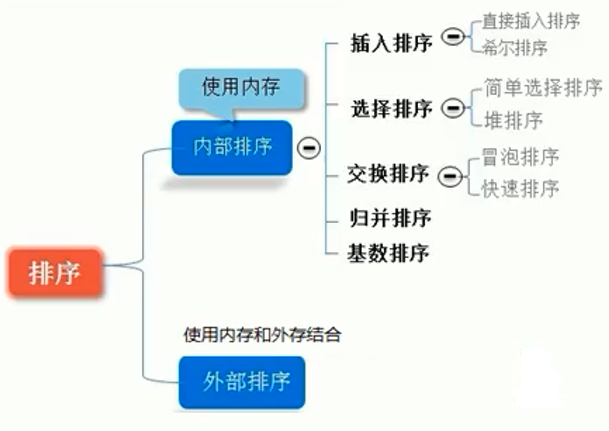 使用内存
内部排序
插入排序
直接插入排序
希尔排序
选择排序
简单选择排序
堆排序
交换排序
冒泡排序
快速排序
归并排序
基数排序
排序
使用内存和外存结合
外部排序